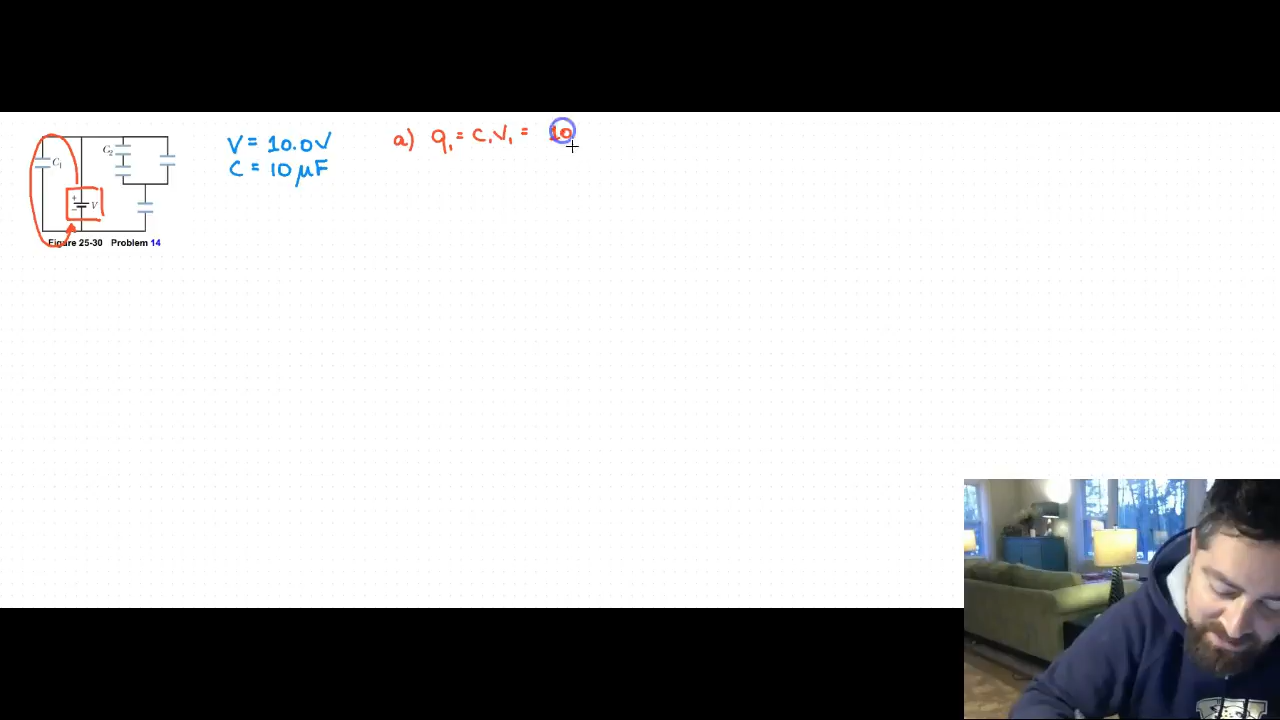 C₁
C₂
+
−
V
Figure 25-30 Problem 14
V = 10.0V
C = 10 μF
a) q₁ = C₁V₁ = 10